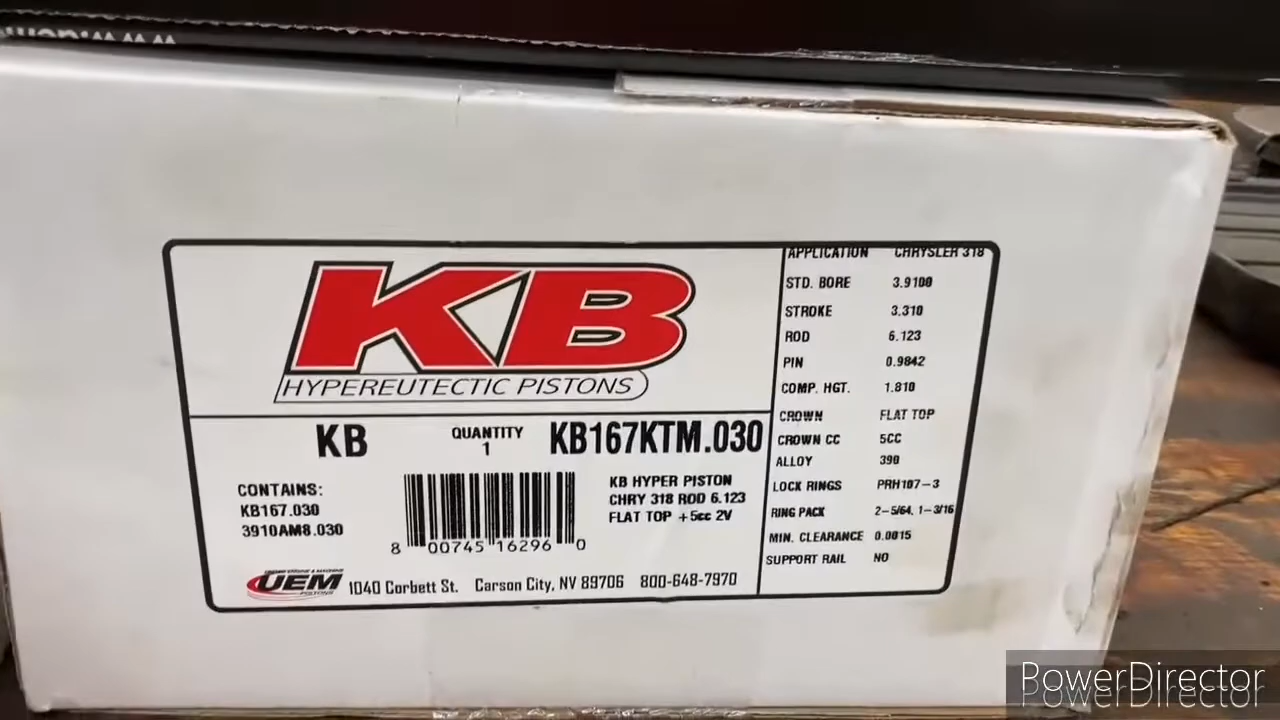 KB
HYPEREUTECTIC PISTONS
KB
QUANTITY
1
KB167KTM.030
CONTAINS:
KB167.030
3910AM8.030
8 00745 16296 0
KB HYPER PISTON
CHRY 318 ROD 6.123
FLAT TOP +5cc 2V
UEM
PISTONS
1040 Corbett St. Carson City, NV 89706 800-648-7970
APPLICATION CHRYSLER 318
STD. BORE 3.9100
STROKE 3.310
ROD 6.123
PIN 0.9842
COMP. HGT. 1.810
CROWN FLAT TOP
CROWN CC 5CC
ALLOY 390
LOCK RINGS PRH107-3
RING PACK 2-5/64, 1-3/16
MIN. CLEARANCE 0.0015
SUPPORT RAIL NO
PowerDirector